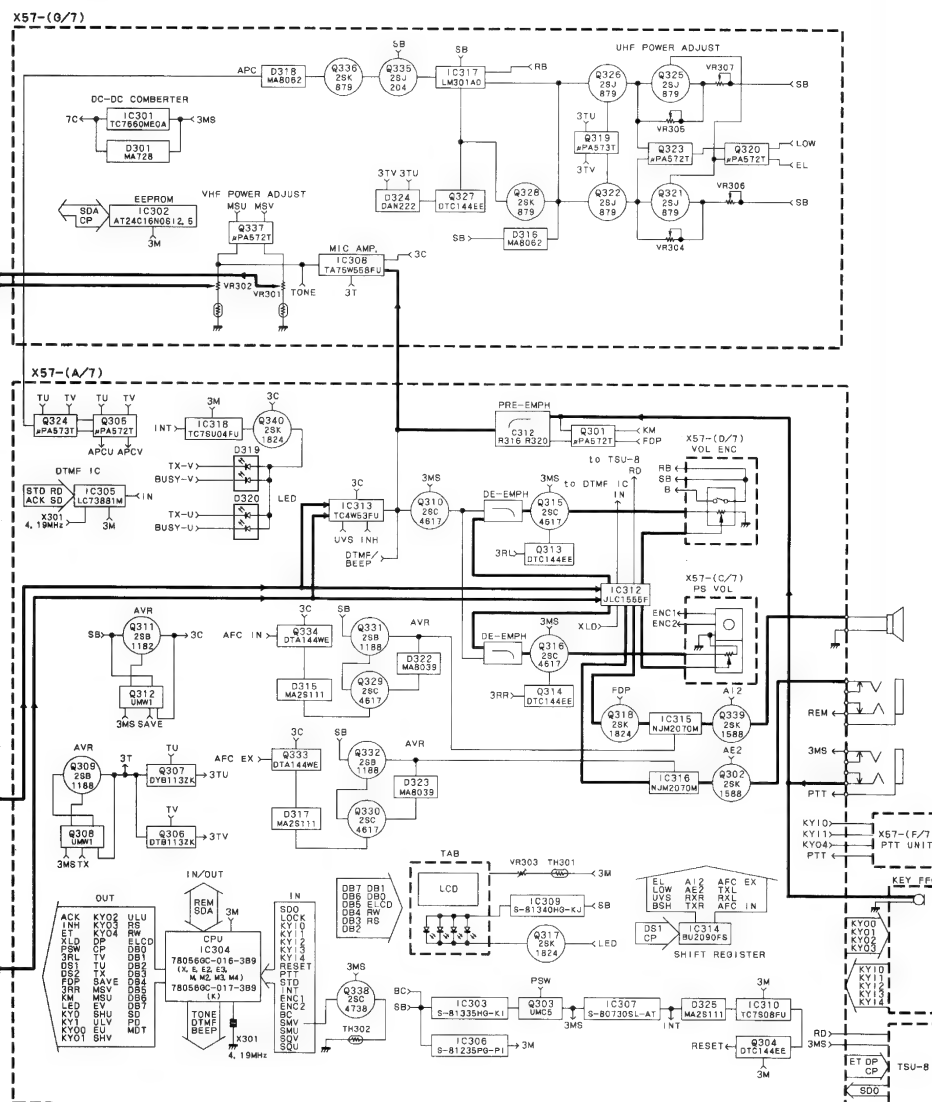 X57-(G/7)
SB
UHF POWER ADJUST
APC
D318
MA8062
Q336
2SK
879
Q335
2SJ
204
SB
IC317
LM301AD
RB
Q326
2SJ
879
Q325
2SJ
879
VR307
SB
VR305
DC-DC COMBERTER
7C
IC301
TC7660MEOA
3MS
D301
MA728
3TU
Q319
µPA573T
3TV
Q323
µPA572T
Q320
µPA572T
LOW
EL
3TV 3TU
D324
DAN222
Q327
DTC144EE
Q328
2SK
879
Q322
2SJ
879
Q321
2SJ
879
VR306
SB
VR304
SB
D316
MA8062
EEPROM
SDA
CP
IC302
AT24C16N06I2.5
3M
VHF POWER ADJUST
MSU MSV
Q337
µPA572T
MIC AMP.
IC308
TA75W558FU
3C
3T
VR302
VR301
TONE
X57-(A/7)
TU TV TU TV
Q324
µPA573T
Q305
µPA572T
APCU APCV
3M
INT
IC318
TC7SU04FU
3C
Q340
2SK
1824
PRE-EMPH
C312
R316 R320
Q301
µPA572T
KM
FDP
X57-(D/7)
VOL ENC
RB
SB
B
D319
TX-V
BUSY-V
LED
D320
TX-U
BUSY-U
DTMF IC
STD RD
ACK SD
IC305
LC73881M
IN
X301
4.19MHz
3M
3C
IC313
TC4W53FU
UVS INH
DTMF/
BEEP
3MS
Q310
2SC
4617
to TSU-8
RD
to DTMF IC
IN
DE-EMPH
3MS
Q315
2SC
4617
3RL
Q313
DTC144EE
IC312
JLC1566F
XLD
X57-(C/7)
PS VOL
ENC1
ENC2
AVR
SB
Q311
2SB
1182
3C
Q312
UMW1
3MS SAVE
3C
AFC IN
Q334
DTA144WE
D315
MA2S111
SB
Q331
2SB
1188
AVR
D322
MA8039
Q329
2SC
4617
DE-EMPH
3MS
Q316
2SC
4617
3RR
Q314
DTC144EE
FDP
Q318
2SK
1824
IC315
NJM2070M
AI2
Q339
2SK
1588
REM
AVR
Q309
2SB
1188
3T
TU
Q307
DYB113ZK
3TU
TV
Q306
DTB113ZK
3TV
Q308
UMW1
3MS TX
3C
AFC EX
Q333
DTA144WE
D317
MA2S111
SB
Q332
2SB
1188
AVR
D323
MA8039
Q330
2SC
4617
IC316
NJM2070M
AE2
Q302
2SK
1588
3MS
PTT
KYI0
KYI1
KYO4
PTT
X57-(F/7)
PTT UNIT
OUT
ACK KYO2 ULU
INH KYO3 RS
ET KYO4 RW
XLD DP ELCD
PSW CP DB0
3RL TV DB1
DS1 TU DB2
DS2 TX DB3
FDP SAVE DB4
3RR MSV DB5
KM MSU DB6
LED EV DB7
KYO SHU SD
KY1 ULV PD
KYO0 EU MDT
KYO1 SHV
IN/OUT
REM
SDA
3M
CPU
IC304
78056GC-016-3B9
(X, E, E2, E3,
M, M2, M3, M4)
78056GC-017-3B9
(K)
TONE
DTMF
BEEP
X301
4.19MHz
IN
SDO
LOCK
KYI0
KYI1
KYI2
KYI3
KYI4
RESET
PTT
STD
INT
ENC1
ENC2
BC
SMV
SMU
SQV
SQU
DB7 DB1
DB6 DB0
DB5 ELCD
DB4 RW
DB3 RS
DB2
TAB
LCD
VR303 TH301
3M
IC309
S-81340HG-KJ
SB
Q317
2SK
1824
LED
EL AI2 AFC EX
LOW AE2 TXL
UVS RXR RXL
BSH TXR AFC IN
DS1
CP
IC314
BU2090FS
SHIFT REGISTER
KEY FF
KYO0
KYO1
KYO2
KYO3
KYI0
KYI1
KYI2
KYI3
KYI4
3MS
Q338
2SC
4738
TH302
BC
SB
IC303
S-81335HG-KI
PSW
Q303
UMC5
3MS
IC307
S-80730SL-AT
INT
D325
MA2S111
3M
IC310
TC7S08FU
IC306
S-81235PG-PI
3M
RESET
Q304
DTC144EE
3M
RD
3MS
ET DP
CP
SDO
TSU-8